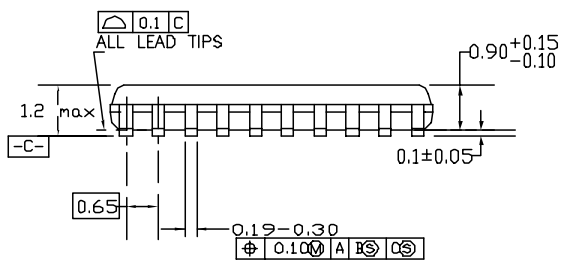 ⌓ 0.1 C
ALL LEAD TIPS
0.90 +0.15 -0.10
1.2 max
-C-
0.1±0.05
0.65
0.19-0.30
⌖ 0.10Ⓜ A BⓈ CⓈ